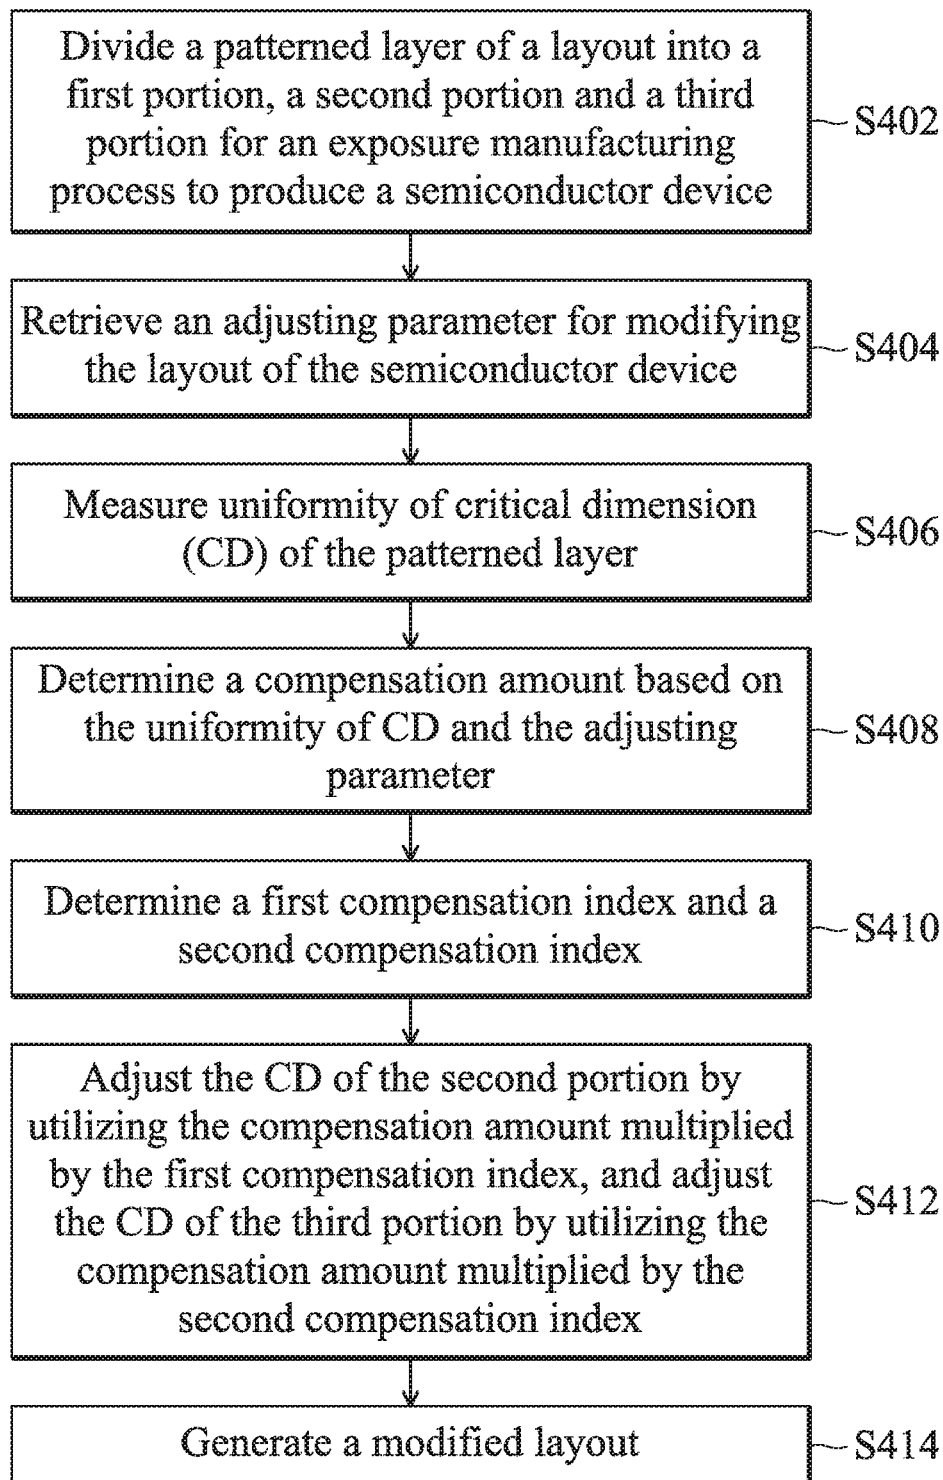 Divide a patterned layer of a layout into a
first portion, a second portion and a third
portion for an exposure manufacturing
process to produce a semiconductor device
S402
Retrieve an adjusting parameter for modifying
the layout of the semiconductor device
S404
Measure uniformity of critical dimension
(CD) of the patterned layer
S406
Determine a compensation amount based on
the uniformity of CD and the adjusting
parameter
S408
Determine a first compensation index and a
second compensation index
S410
Adjust the CD of the second portion by
utilizing the compensation amount multiplied
by the first compensation index, and adjust
the CD of the third portion by utilizing the
compensation amount multiplied by the
second compensation index
S412
Generate a modified layout
S414